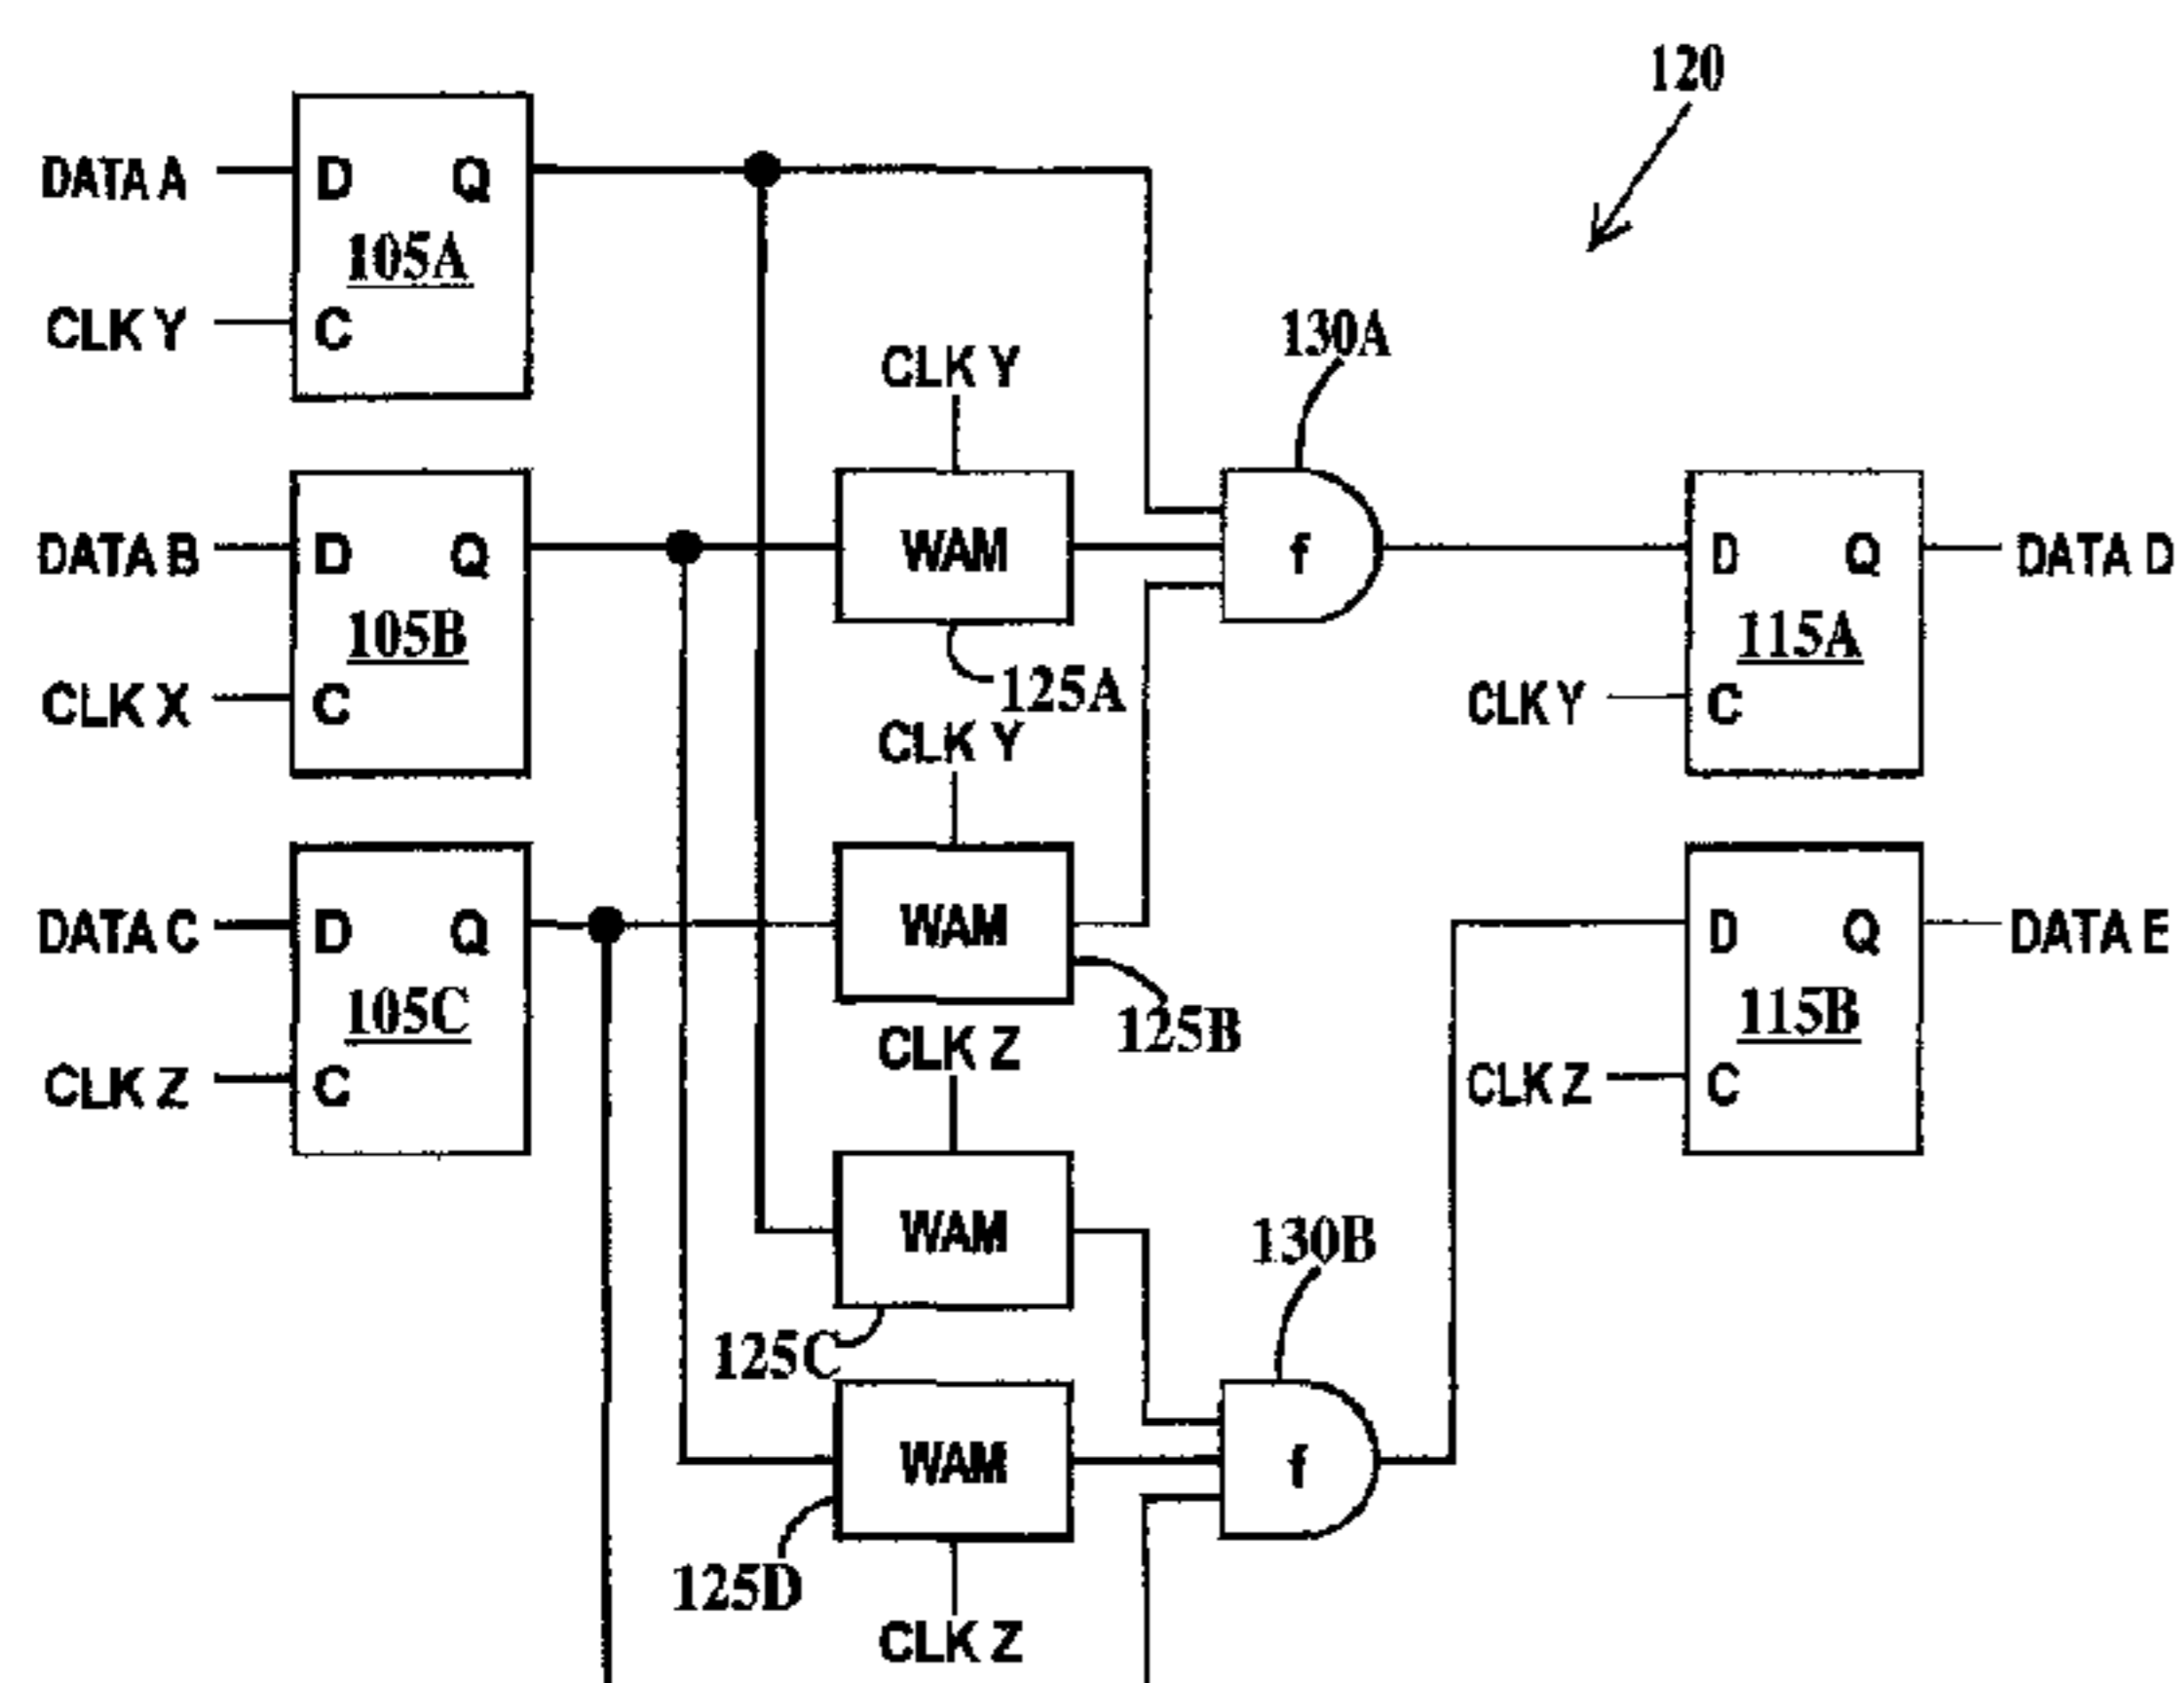 120
DATA A
D Q
105A
CLK Y
C
CLK Y
130A
DATA B
D Q
105B
CLK X
C
WAM
125A
f
D Q
115A
CLK Y
C
DATA D
CLK Y
DATA C
D Q
105C
CLK Z
C
WAM
125B
D Q
115B
CLK Z
C
DATA E
CLK Z
WAM
125C
130B
WAM
125D
f
CLK Z